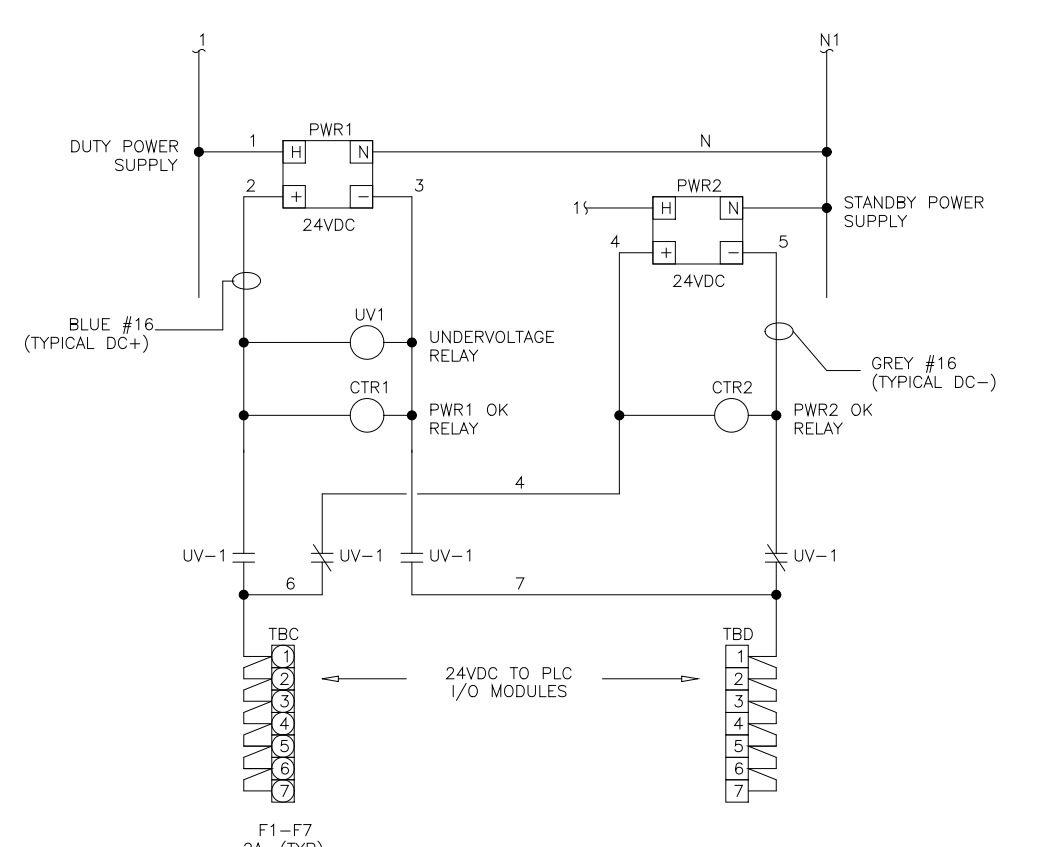 1
N1
PWR1
DUTY POWER
SUPPLY
1
H
N
N
2
+
−
3
24VDC
PWR2
1
H
N
STANDBY POWER
SUPPLY
4
+
−
5
24VDC
BLUE #16
(TYPICAL DC+)
UV1
UNDERVOLTAGE
RELAY
GREY #16
(TYPICAL DC−)
CTR1
PWR1 OK
RELAY
CTR2
PWR2 OK
RELAY
4
UV−1
UV−1
UV−1
UV−1
6
7
TBC
TBD
1
2
3
4
5
6
7
24VDC TO PLC
I/O MODULES
1
2
3
4
5
6
7
F1−F7
2A (TYP)